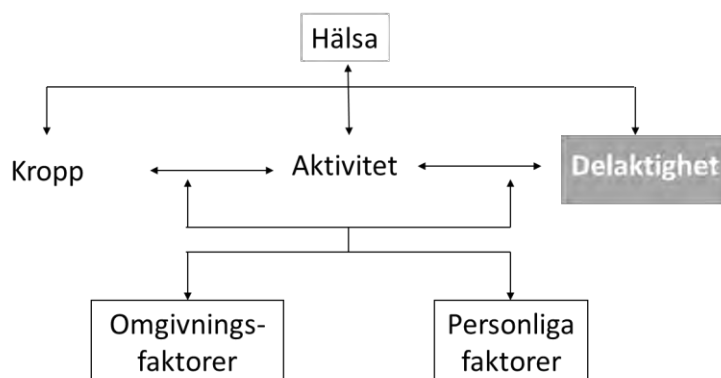 Hälsa
Kropp
Aktivitet
Delaktighet
Omgivnings-
faktorer
Personliga
faktorer